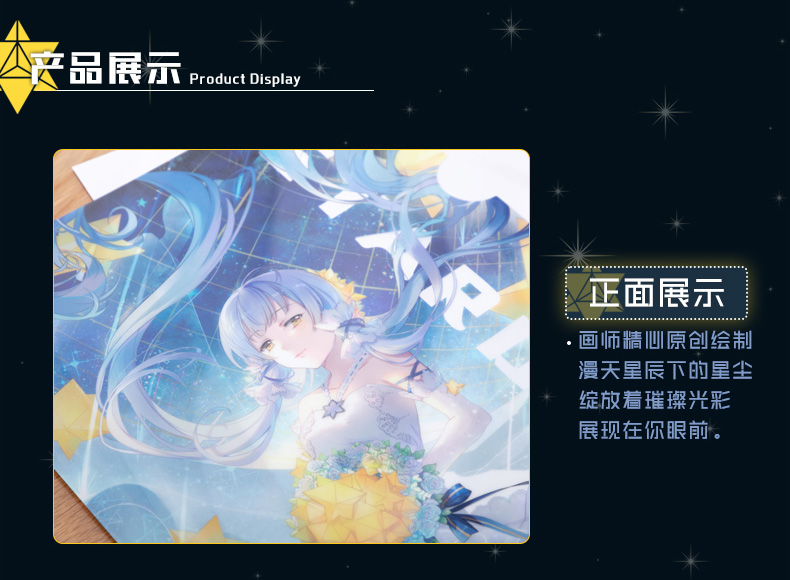 产品展示 Product Display
正面展示
· 画师精心原创绘制
漫天星辰下的星尘
绽放着璀璨光彩
展现在你眼前。